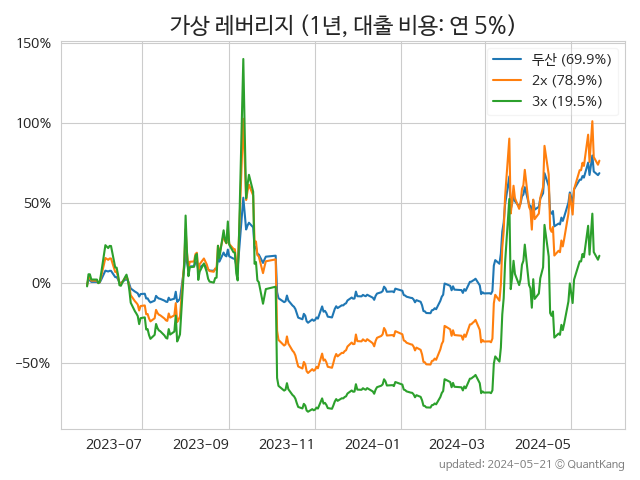 가상 레버리지 (1년, 대출 비용: 연 5%)
150%
100%
50%
0%
−50%
두산 (69.9%)
2x (78.9%)
3x (19.5%)
2023-07
2023-09
2023-11
2024-01
2024-03
2024-05
updated: 2024-05-21 © QuantKang